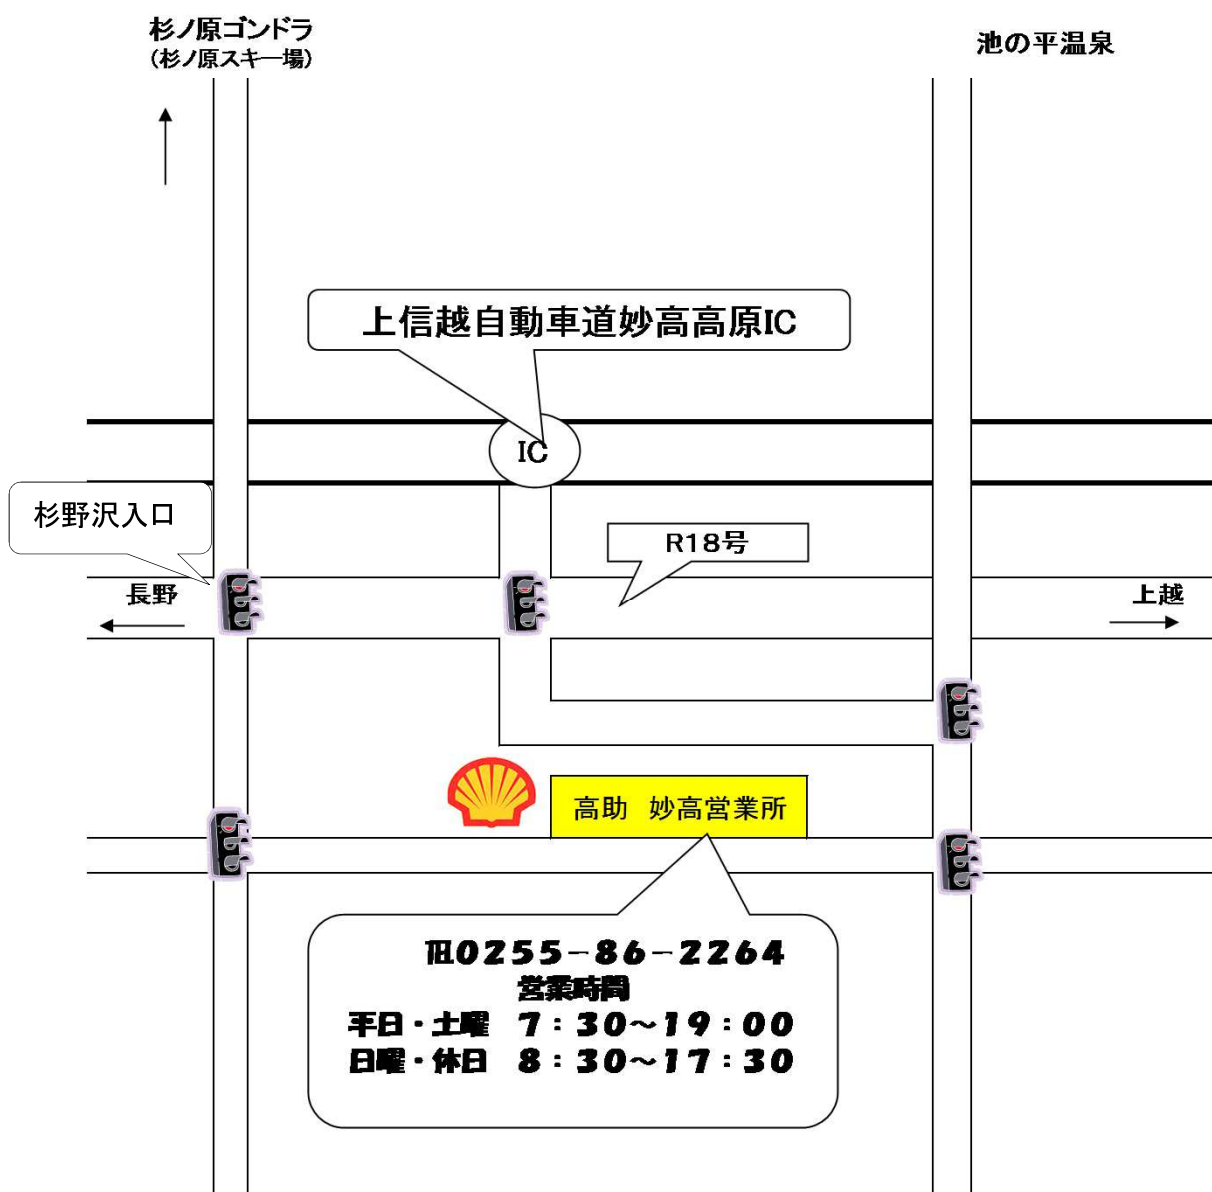 杉ノ原ゴンドラ
(杉ノ原スキー場)
池の平温泉
上信越自動車道妙高高原IC
IC
杉野沢入口
R18号
長野
上越
高助　妙高営業所
℡0255-86-2264
営業時間
平日・土曜　7：30～19：00
日曜・休日　8：30～17：30